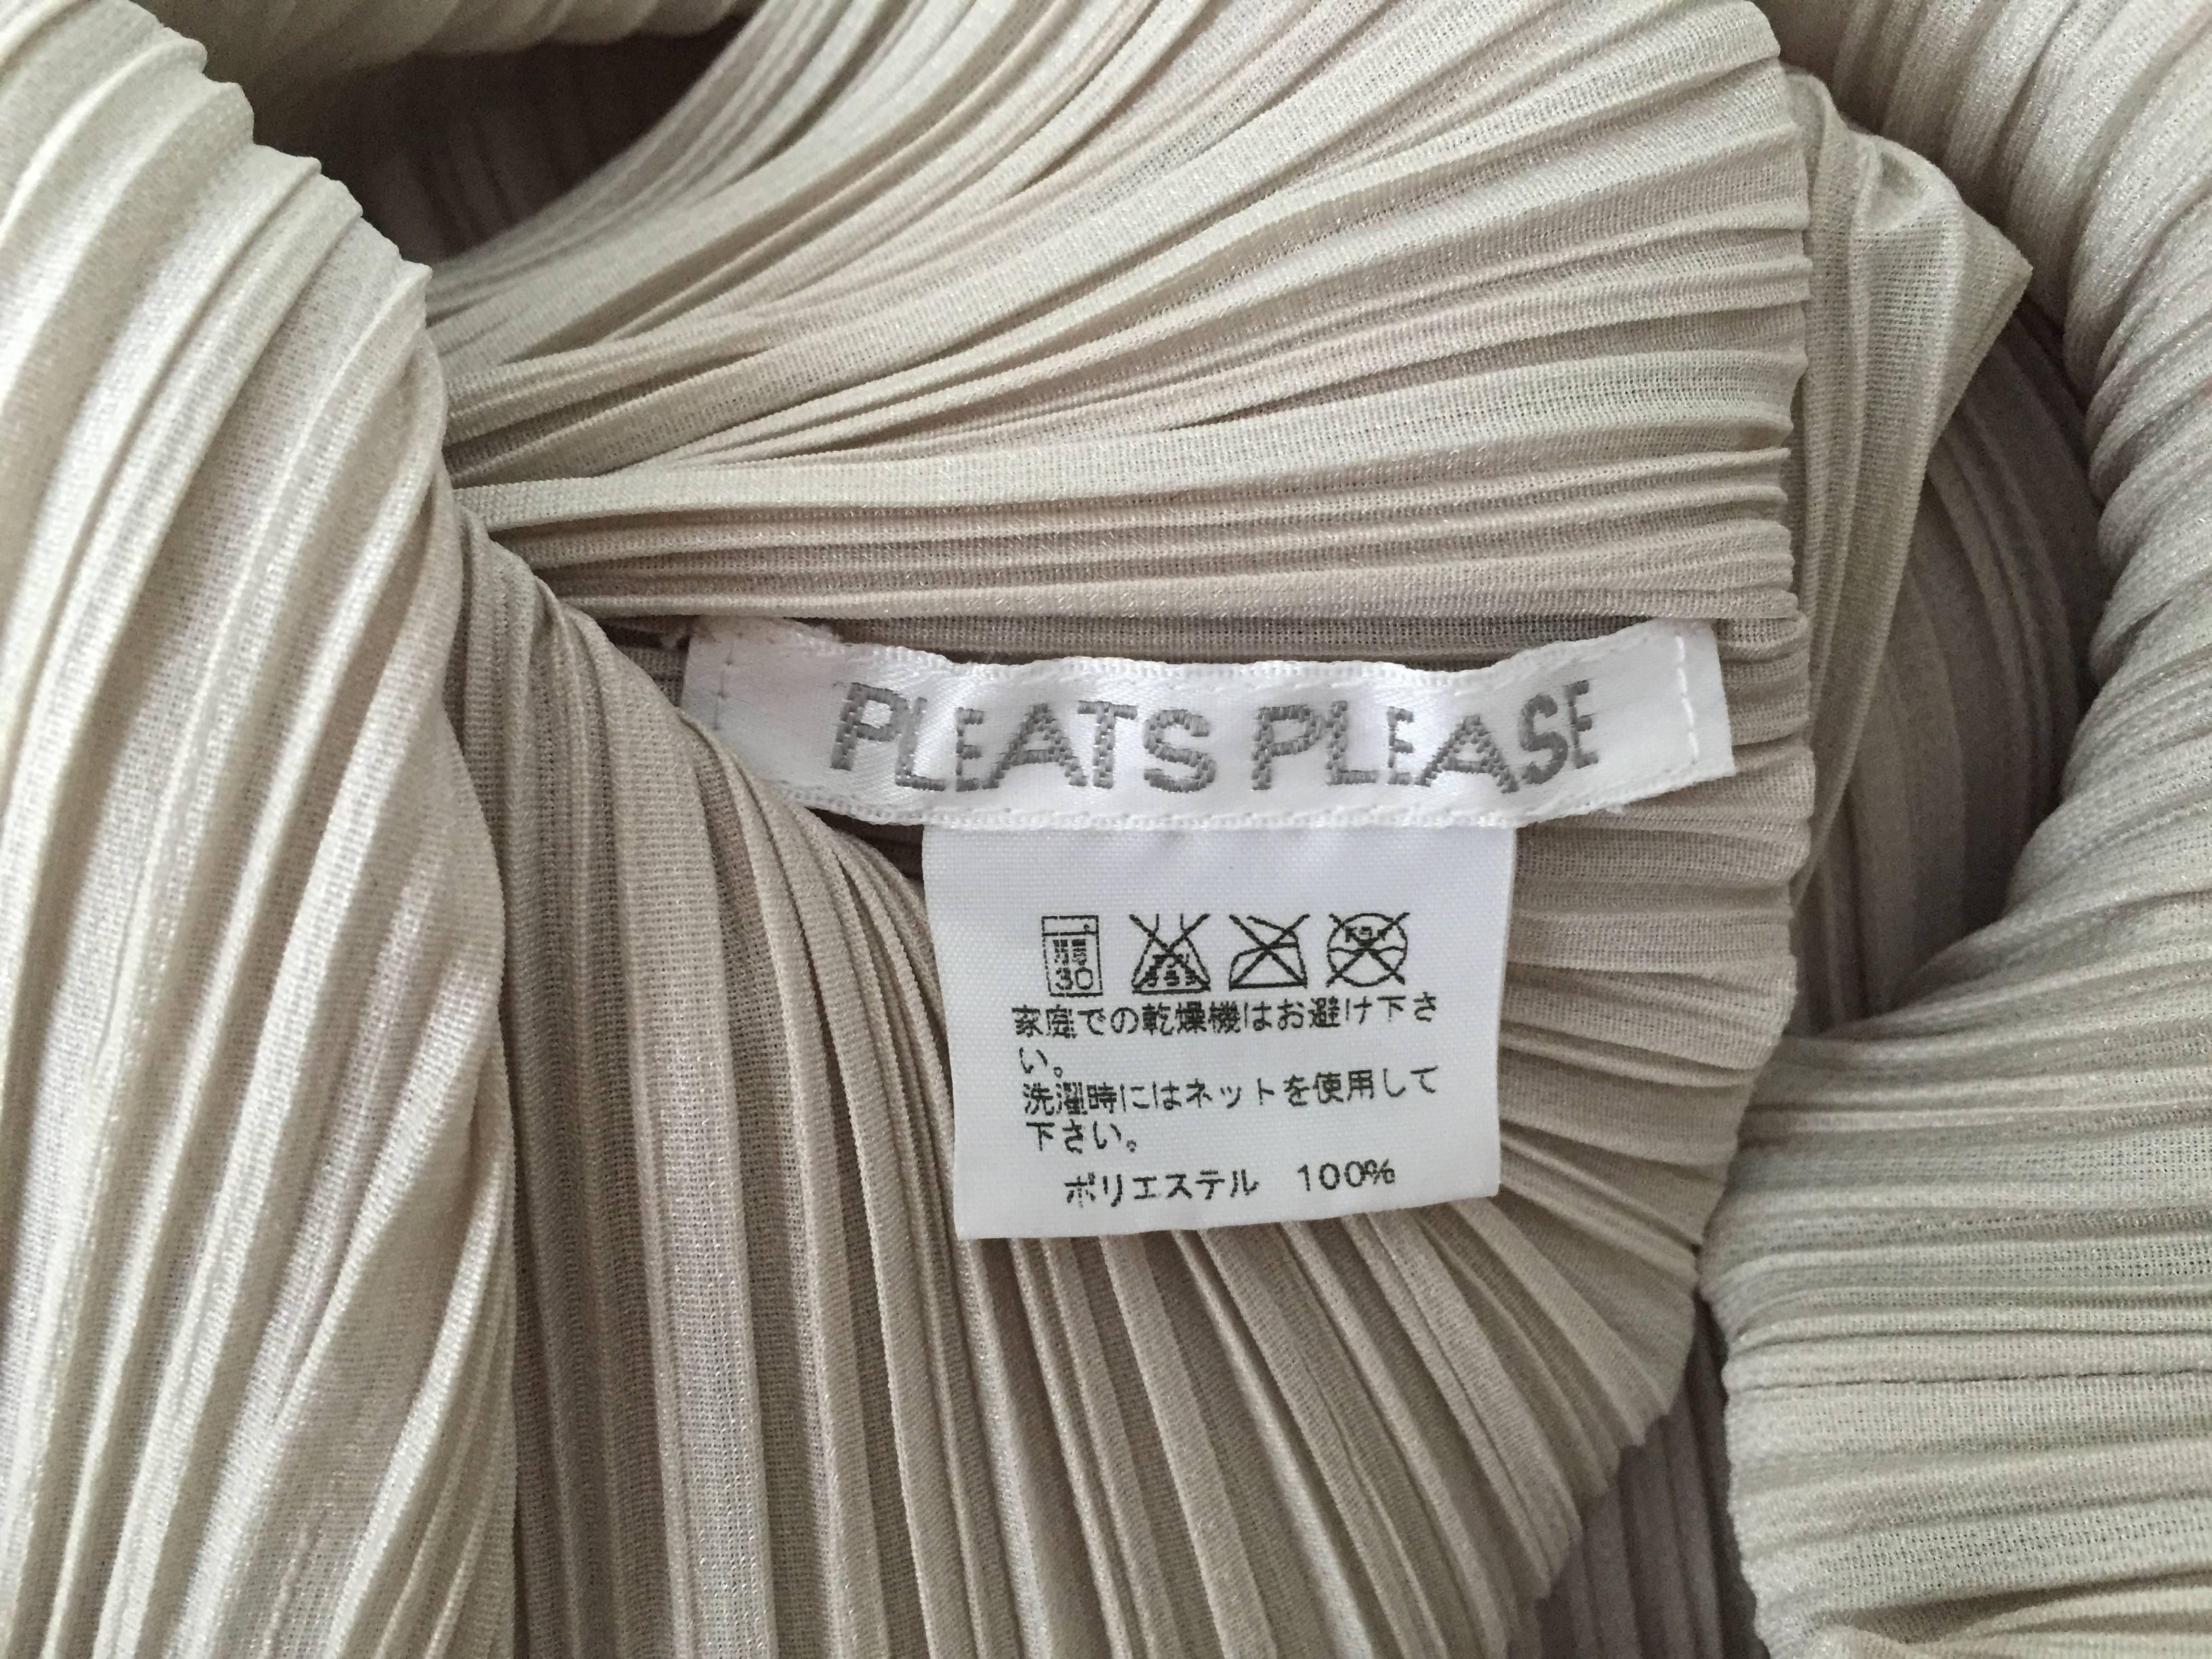 PLEATS PLEASE
30
家庭での乾燥機はお避け下さ
い。
洗濯時にはネットを使用して
下さい。
ポリエステル 100%